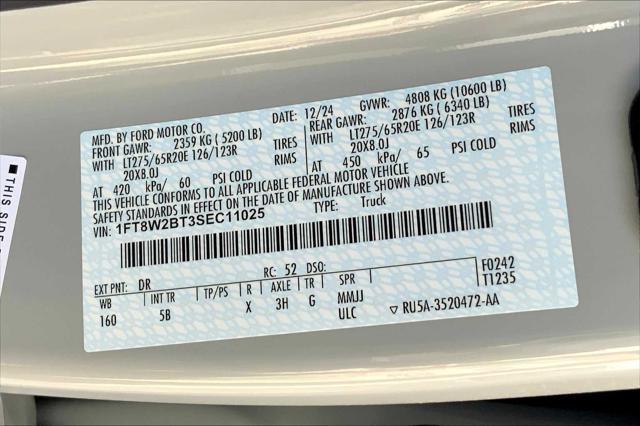 MFD. BY FORD MOTOR CO.
DATE: 12/24 GVWR: 4808 KG (10600 LB)
FRONT GAWR: 2359 KG ( 5200 LB) REAR GAWR: 2876 KG ( 6340 LB)
WITH LT275/65R20E 126/123R TIRES WITH LT275/65R20E 126/123R TIRES
20X8.0J RIMS 20X8.0J RIMS
AT 420 kPa/ 60 PSI COLD AT 450 kPa/ 65 PSI COLD
THIS VEHICLE CONFORMS TO ALL APPLICABLE FEDERAL MOTOR VEHICLE
SAFETY STANDARDS IN EFFECT ON THE DATE OF MANUFACTURE SHOWN ABOVE.
VIN: 1FT8W2BT3SEC11025 TYPE: Truck
EXT PNT: DR RC: 52 DSO: F0242
WB INT TR TP/PS R AXLE TR SPR T1235
160 5B X 3H G MMJJ
ULC ▽ RU5A-3520472-AA
THIS SIDE